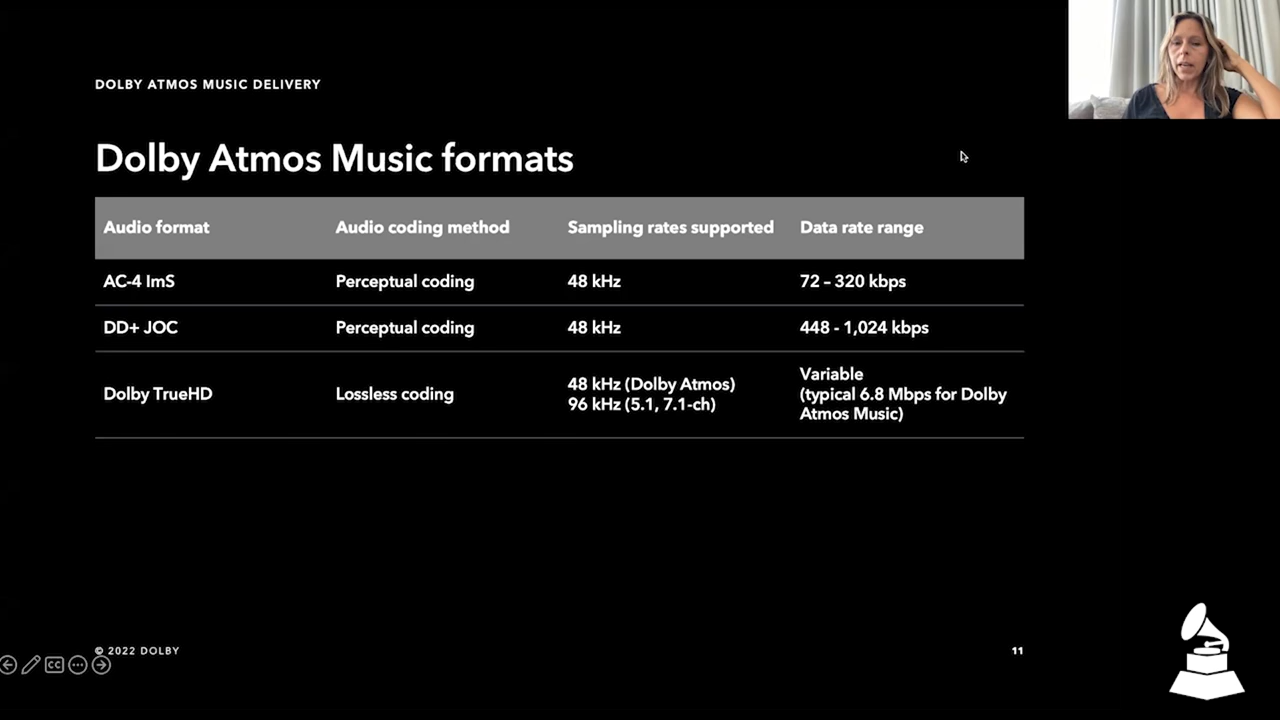 DOLBY ATMOS MUSIC DELIVERY
Dolby Atmos Music formats
Audio format Audio coding method Sampling rates supported Data rate range
AC-4 ImS Perceptual coding 48 kHz 72 – 320 kbps
DD+ JOC Perceptual coding 48 kHz 448 - 1,024 kbps
Dolby TrueHD Lossless coding 48 kHz (Dolby Atmos)
96 kHz (5.1, 7.1-ch)
Variable
(typical 6.8 Mbps for Dolby
Atmos Music)
© 2022 DOLBY
11
CC